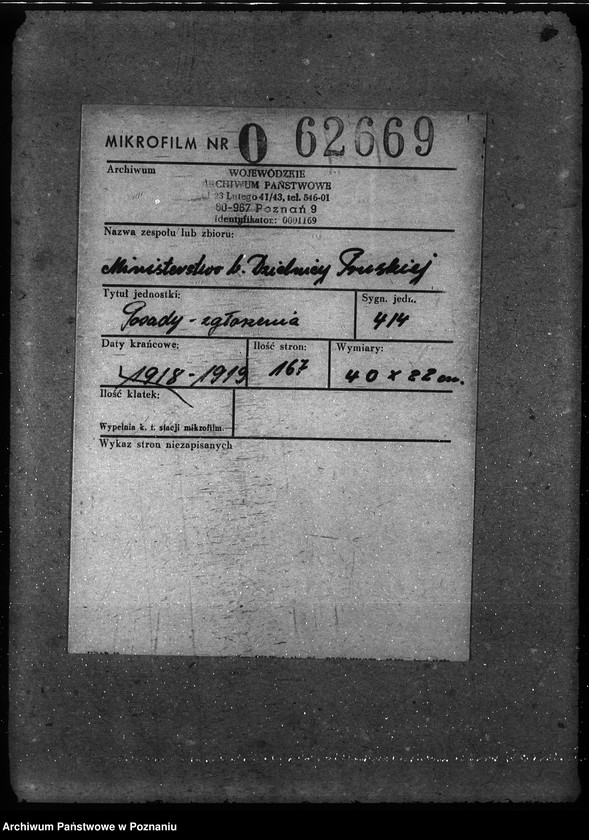 MIKROFILM NR 0 62669
Archiwum
WOJEWÓDZKIE
ARCHIWUM PAŃSTWOWE
23 Lutego 41/43, tel. 546-01
60-967 Poznań 9
identyfikator: 0001169
Nazwa zespołu lub zbioru:
Ministerstwo b. Dzielnicy Pruskiej
Tytuł jednostki: Sygn. jedr..
Posady - zgłoszenia 414
Daty krańcowe: Ilość stron: Wymiary:
1918 - 1919 167 40 x 22 cm.
Ilość klatek:
Wypełnia k. t. stacji mikrofilm.
Wykaz stron niezapisanych
Archiwum Państwowe w Poznaniu